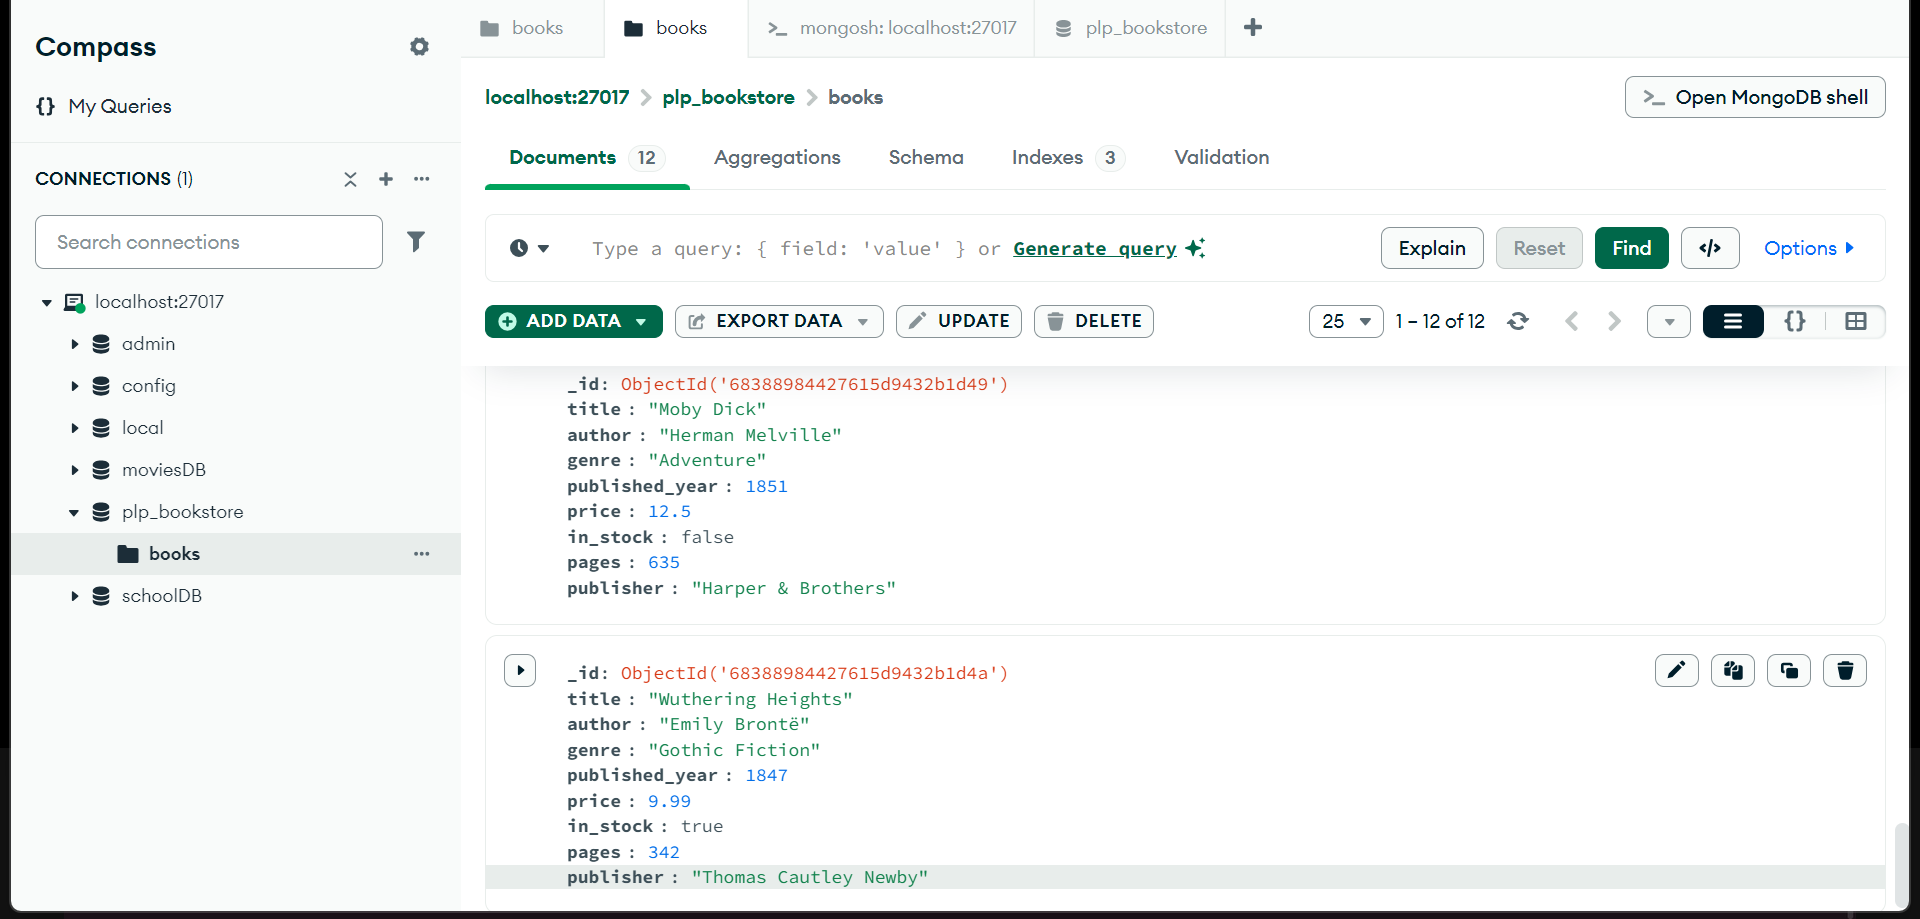 Compass
My Queries
CONNECTIONS (1)
Search connections
localhost:27017
admin
config
local
moviesDB
plp_bookstore
books
schoolDB
books
books
>_ mongosh: localhost:27017
plp_bookstore
localhost:27017 > plp_bookstore > books
>_ Open MongoDB shell
Documents 12 Aggregations Schema Indexes 3 Validation
Type a query: { field: 'value' } or Generate query
Explain Reset Find </> Options
ADD DATA EXPORT DATA UPDATE DELETE 25 1 – 12 of 12 {}
_id: ObjectId('68388984427615d9432b1d49')
title : "Moby Dick"
author : "Herman Melville"
genre : "Adventure"
published_year : 1851
price : 12.5
in_stock : false
pages : 635
publisher : "Harper & Brothers"
_id: ObjectId('68388984427615d9432b1d4a')
title : "Wuthering Heights"
author : "Emily Brontë"
genre : "Gothic Fiction"
published_year : 1847
price : 9.99
in_stock : true
pages : 342
publisher : "Thomas Cautley Newby"